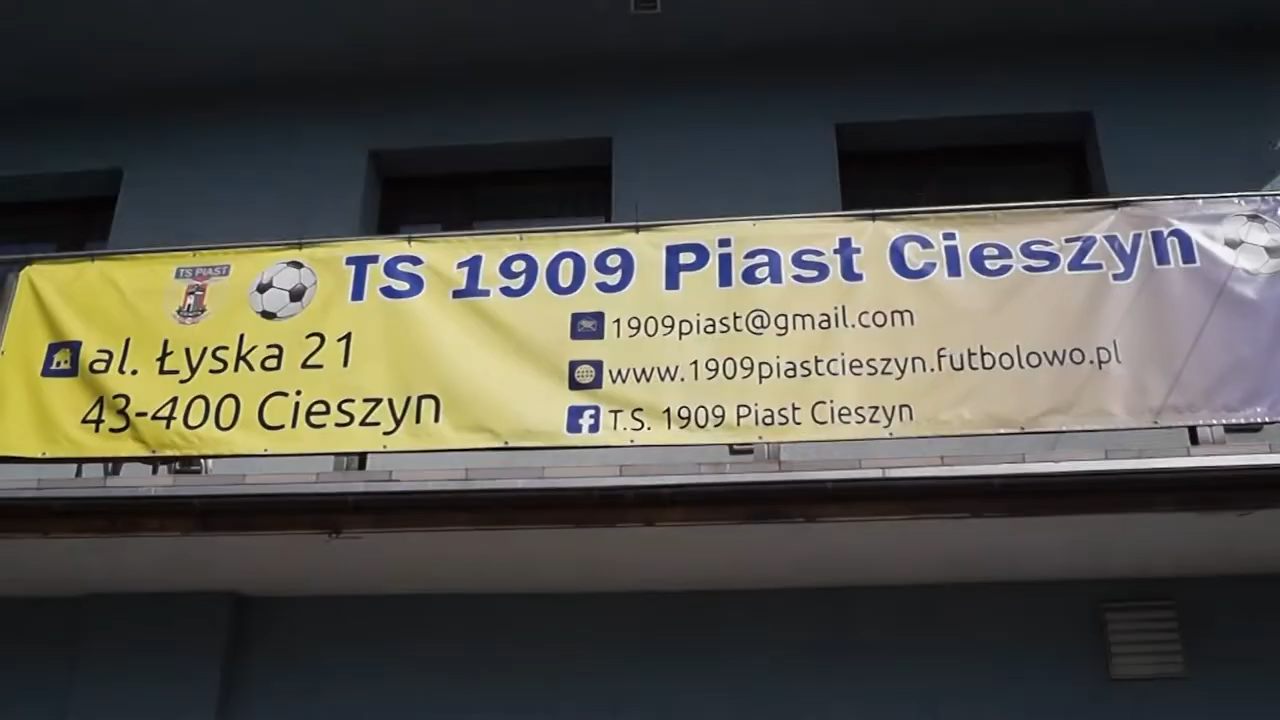 TS PIAST
TS 1909 Piast Cieszyn
al. Łyska 21
43-400 Cieszyn
1909piast@gmail.com
www.1909piastcieszyn.futbolowo.pl
T.S. 1909 Piast Cieszyn